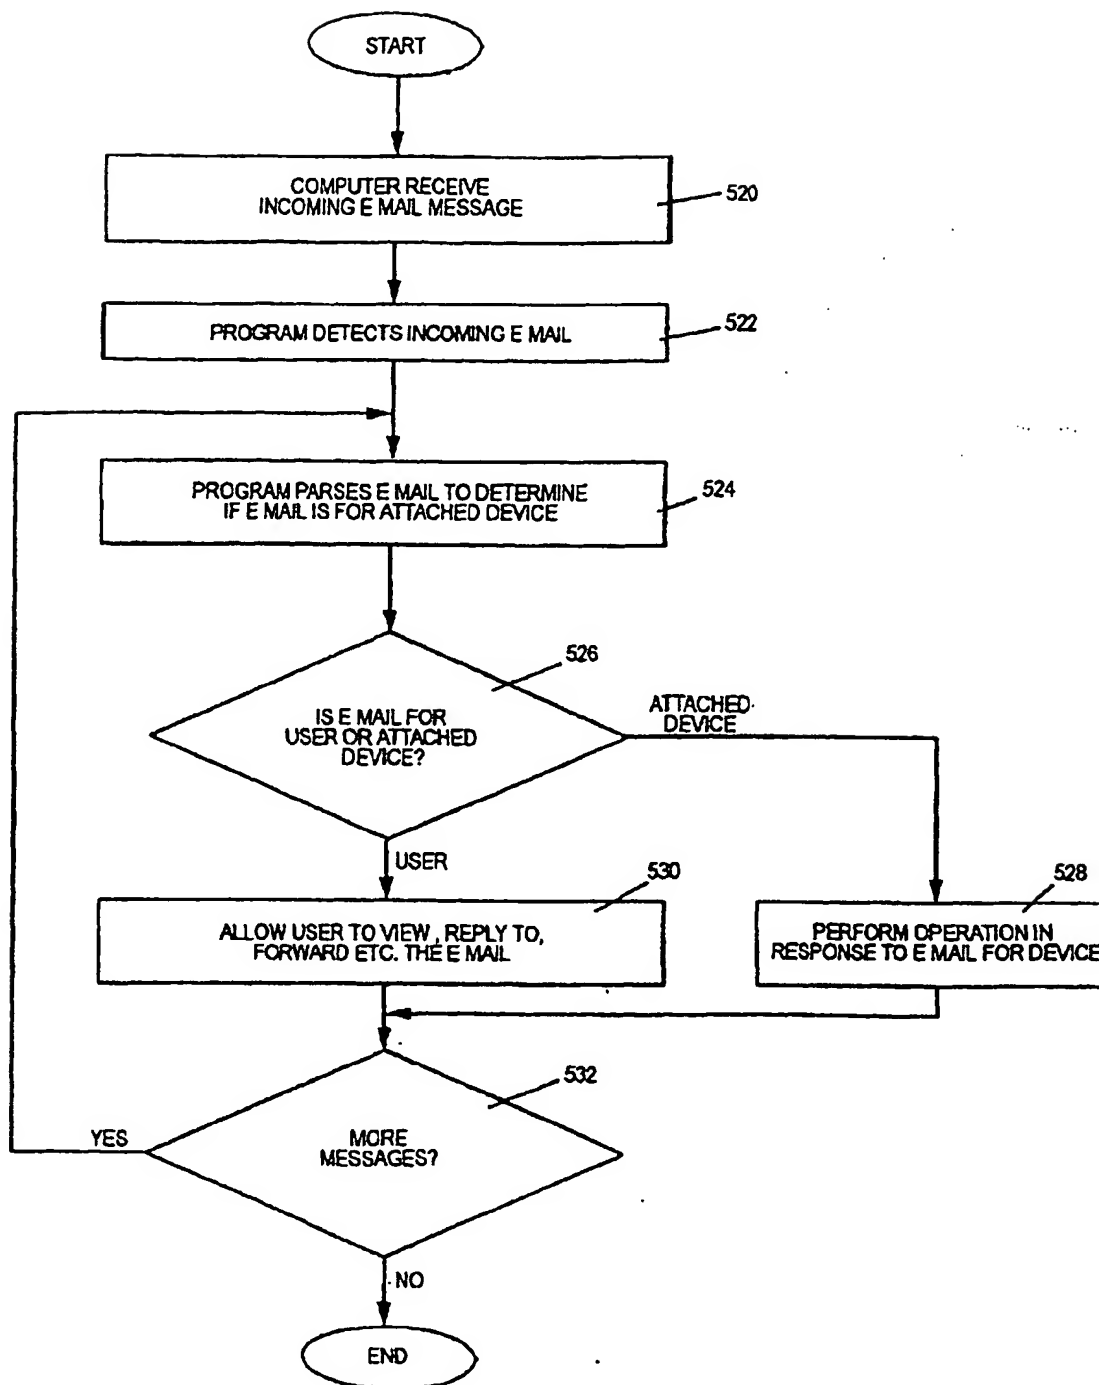 START
COMPUTER RECEIVE
INCOMING E MAIL MESSAGE
520
PROGRAM DETECTS INCOMING E MAIL
522
PROGRAM PARSES E MAIL TO DETERMINE
IF E MAIL IS FOR ATTACHED DEVICE
524
526
IS E MAIL FOR
USER OR ATTACHED
DEVICE?
ATTACHED
DEVICE
USER
530
ALLOW USER TO VIEW, REPLY TO,
FORWARD ETC. THE E MAIL
528
PERFORM OPERATION IN
RESPONSE TO E MAIL FOR DEVICE
532
MORE
MESSAGES?
YES
NO
END